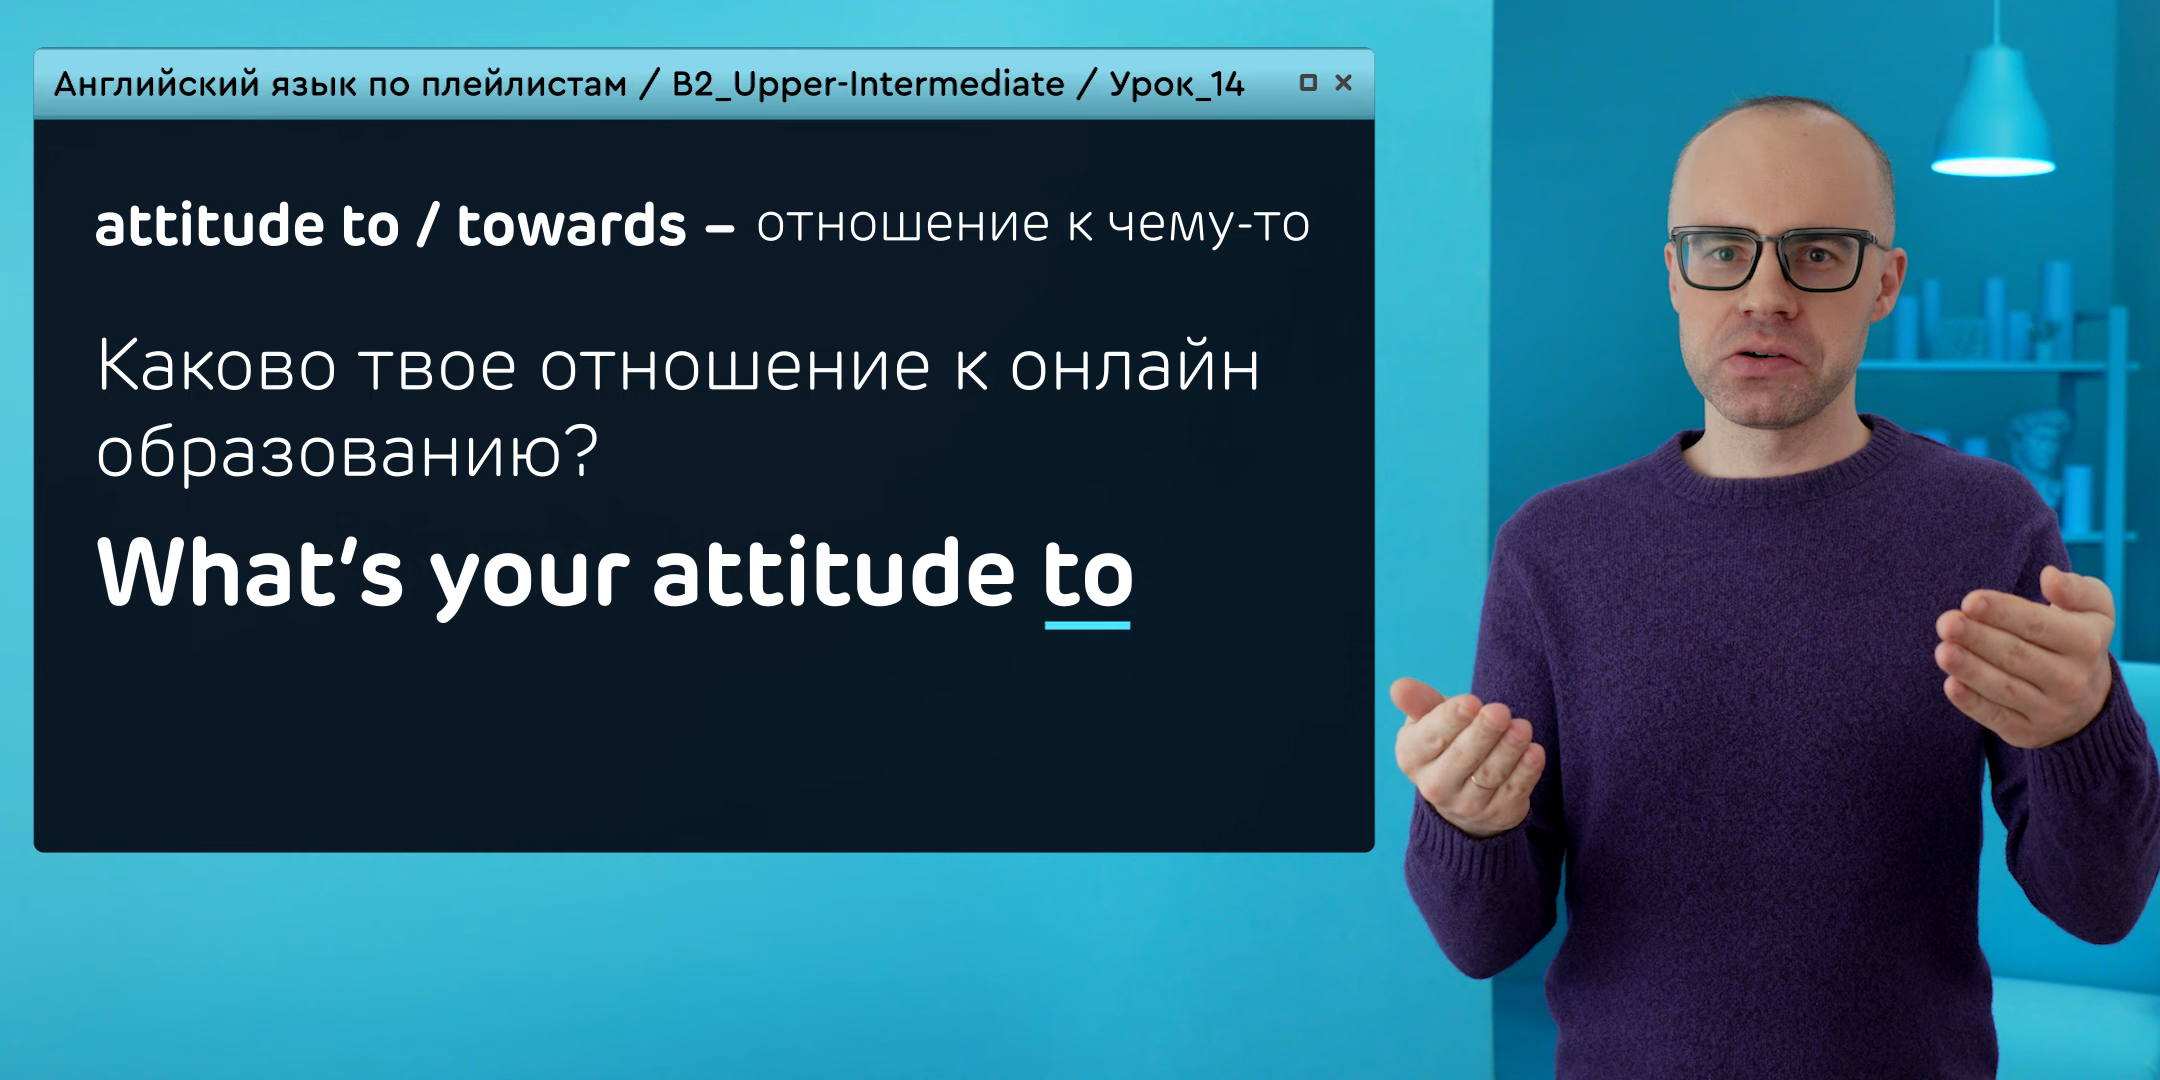 Английский язык по плейлистам / B2_Upper-Intermediate / Урок_14
attitude to / towards – отношение к чему-то
Каково твое отношение к онлайн
образованию?
What's your attitude to